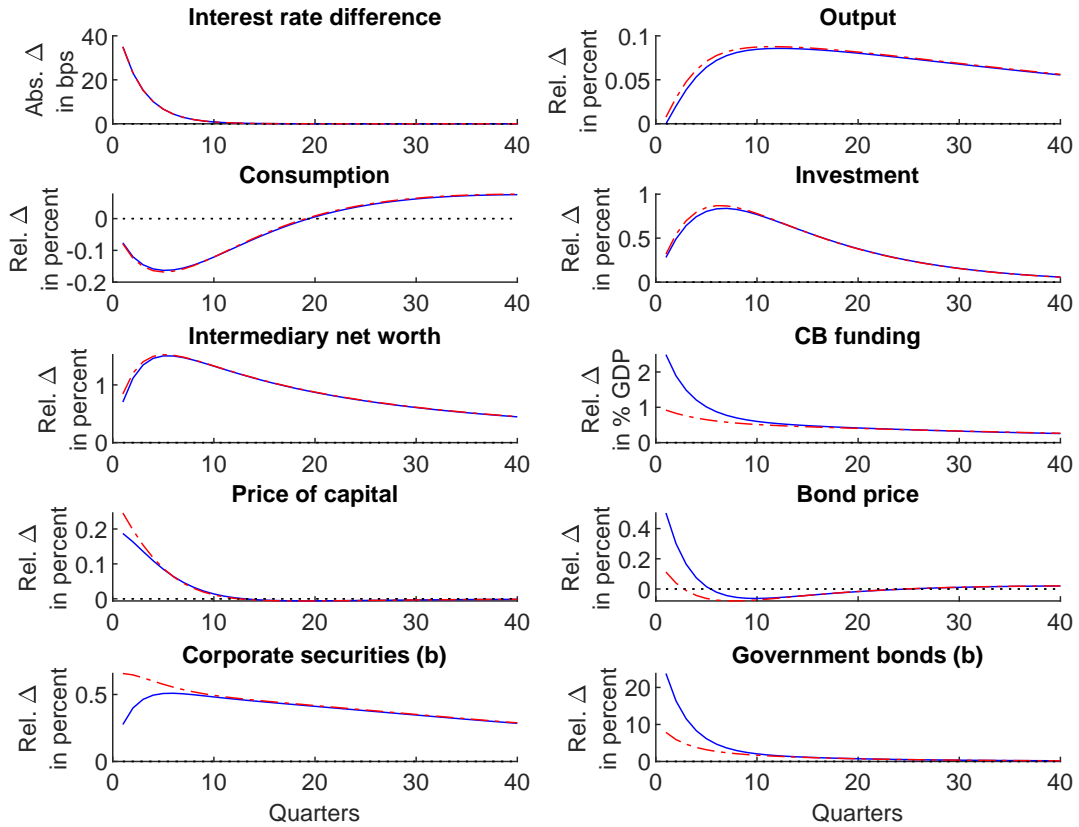 Interest rate difference
Abs. Δ
in bps
40
20
0
0 10 20 30 40
Output
Rel. Δ
in percent
0.1
0.05
0
0 10 20 30 40
Consumption
Rel. Δ
in percent
0
-0.1
-0.2
0 10 20 30 40
Investment
Rel. Δ
in percent
1
0.5
0
0 10 20 30 40
Intermediary net worth
Rel. Δ
in percent
1
0
0 10 20 30 40
CB funding
Rel. Δ
in % GDP
2
1
0
0 10 20 30 40
Price of capital
Rel. Δ
in percent
0.2
0.1
0
0 10 20 30 40
Bond price
Rel. Δ
in percent
0.4
0.2
0
0 10 20 30 40
Corporate securities (b)
Rel. Δ
in percent
0.5
0
0 10 20 30 40
Quarters
Government bonds (b)
Rel. Δ
in percent
20
10
0
0 10 20 30 40
Quarters